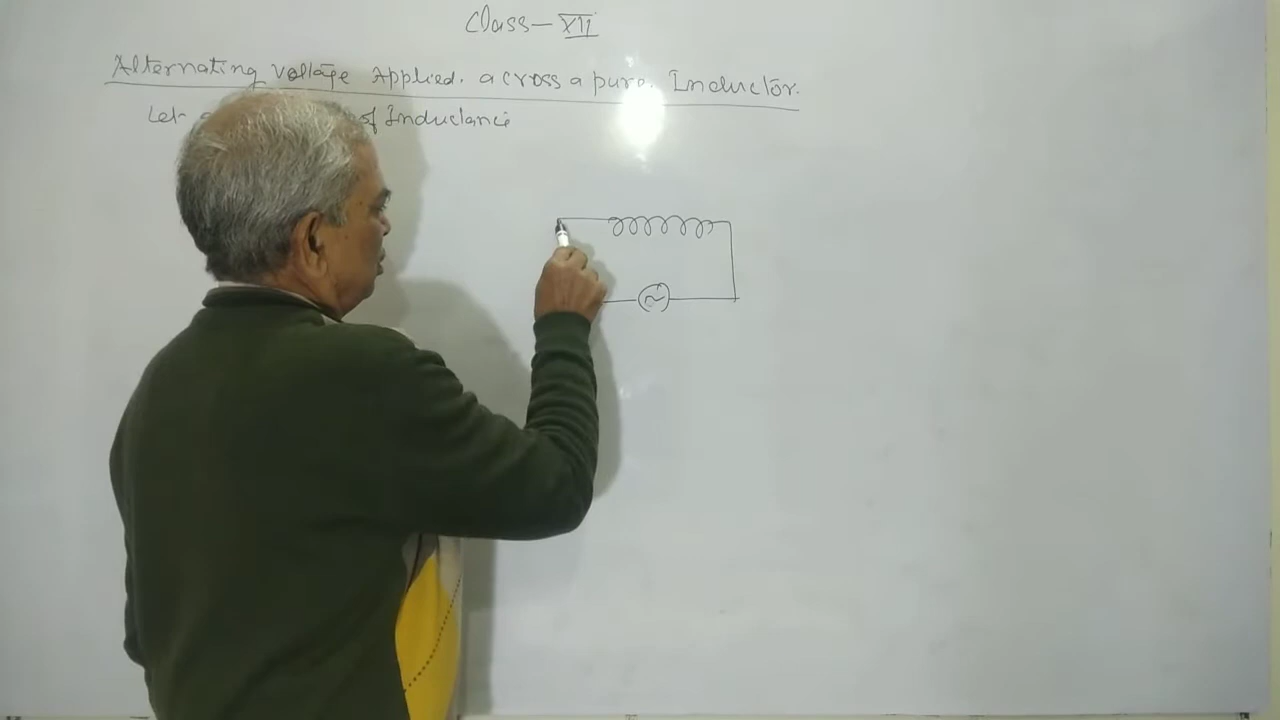 Class - XII
Alternating Voltage Applied. across a pure. Inductor.
Let of Inductance